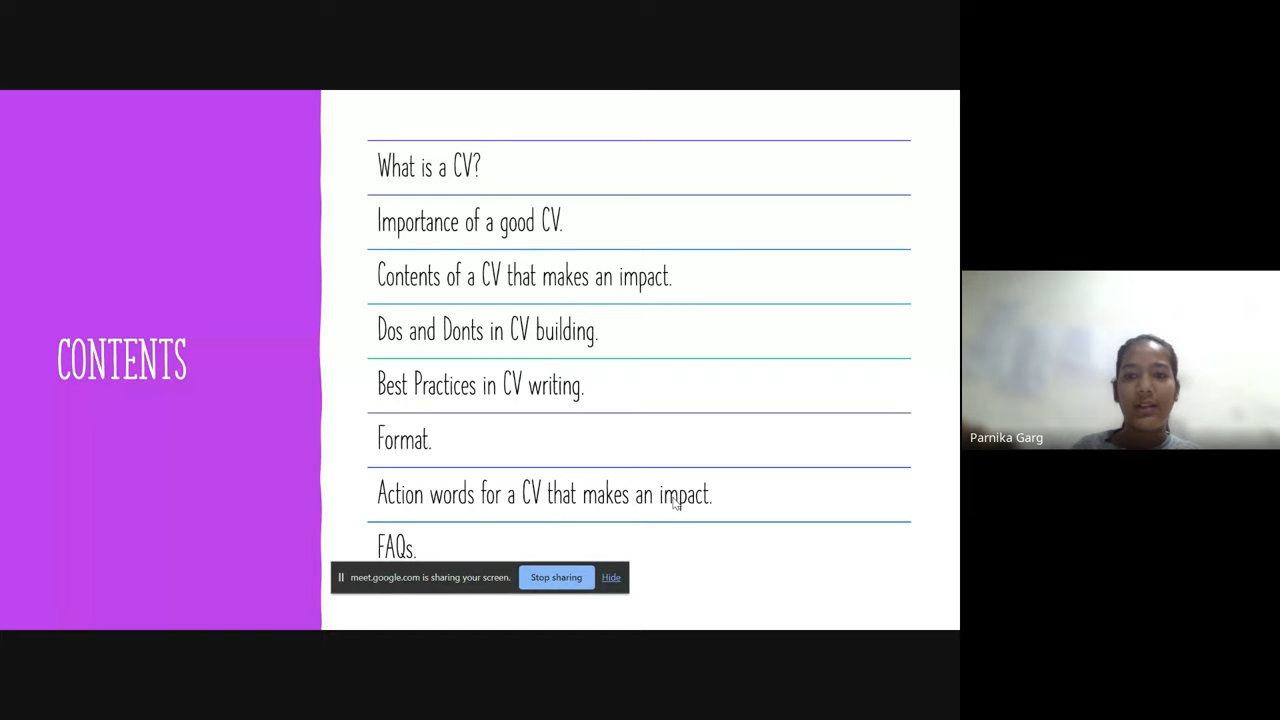 CONTENTS
What is a CV?
Importance of a good CV.
Contents of a CV that makes an impact.
Dos and Donts in CV building.
Best Practices in CV writing.
Format.
Action words for a CV that makes an impact.
FAQs.
meet.google.com is sharing your screen.
Stop sharing
Hide
Parnika Garg